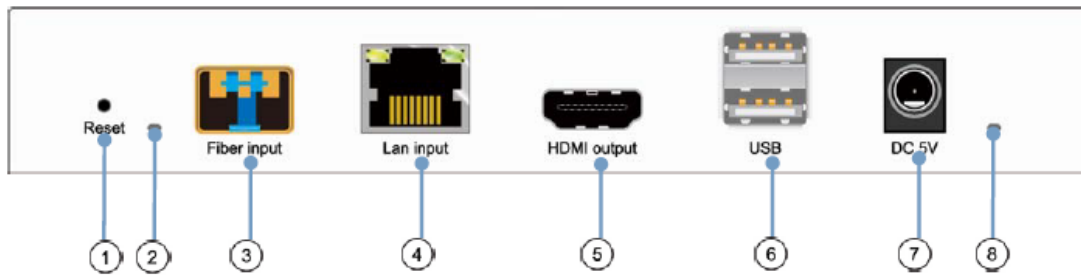 Reset
Fiber input
Lan input
HDMI output
USB
DC 5V
1
2
3
4
5
6
7
8